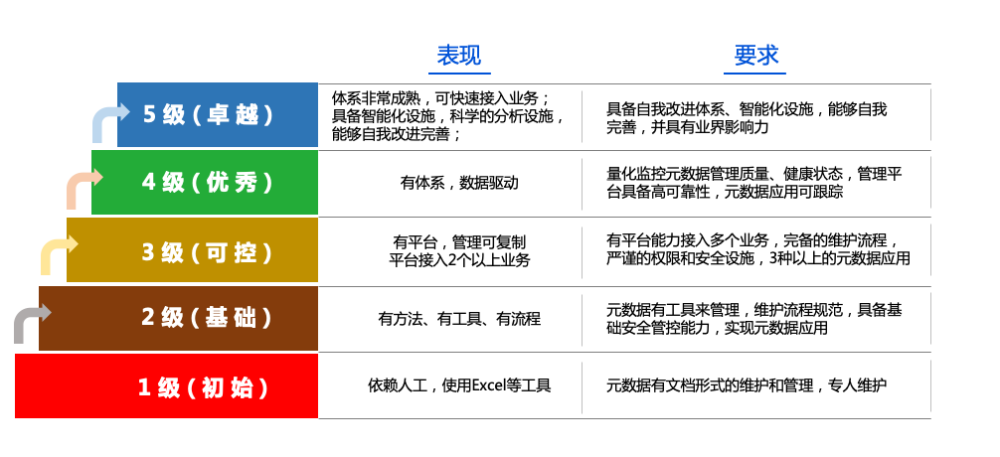 表现
要求
5级(卓越)
体系非常成熟，可快速接入业务；
具备智能化设施，科学的分析设施，
能够自我改进完善；
具备自我改进体系、智能化设施，能够自我
完善，并具有业界影响力
4级(优秀)
有体系，数据驱动
量化监控元数据管理质量、健康状态，管理平
台具备高可靠性，元数据应用可跟踪
3级(可控)
有平台，管理可复制
平台接入2个以上业务
有平台能力接入多个业务，完备的维护流程，
严谨的权限和安全设施，3种以上的元数据应用
2级(基础)
有方法、有工具、有流程
元数据有工具来管理，维护流程规范，具备基
础安全管控能力，实现元数据应用
1级(初始)
依赖人工，使用Excel等工具
元数据有文档形式的维护和管理，专人维护